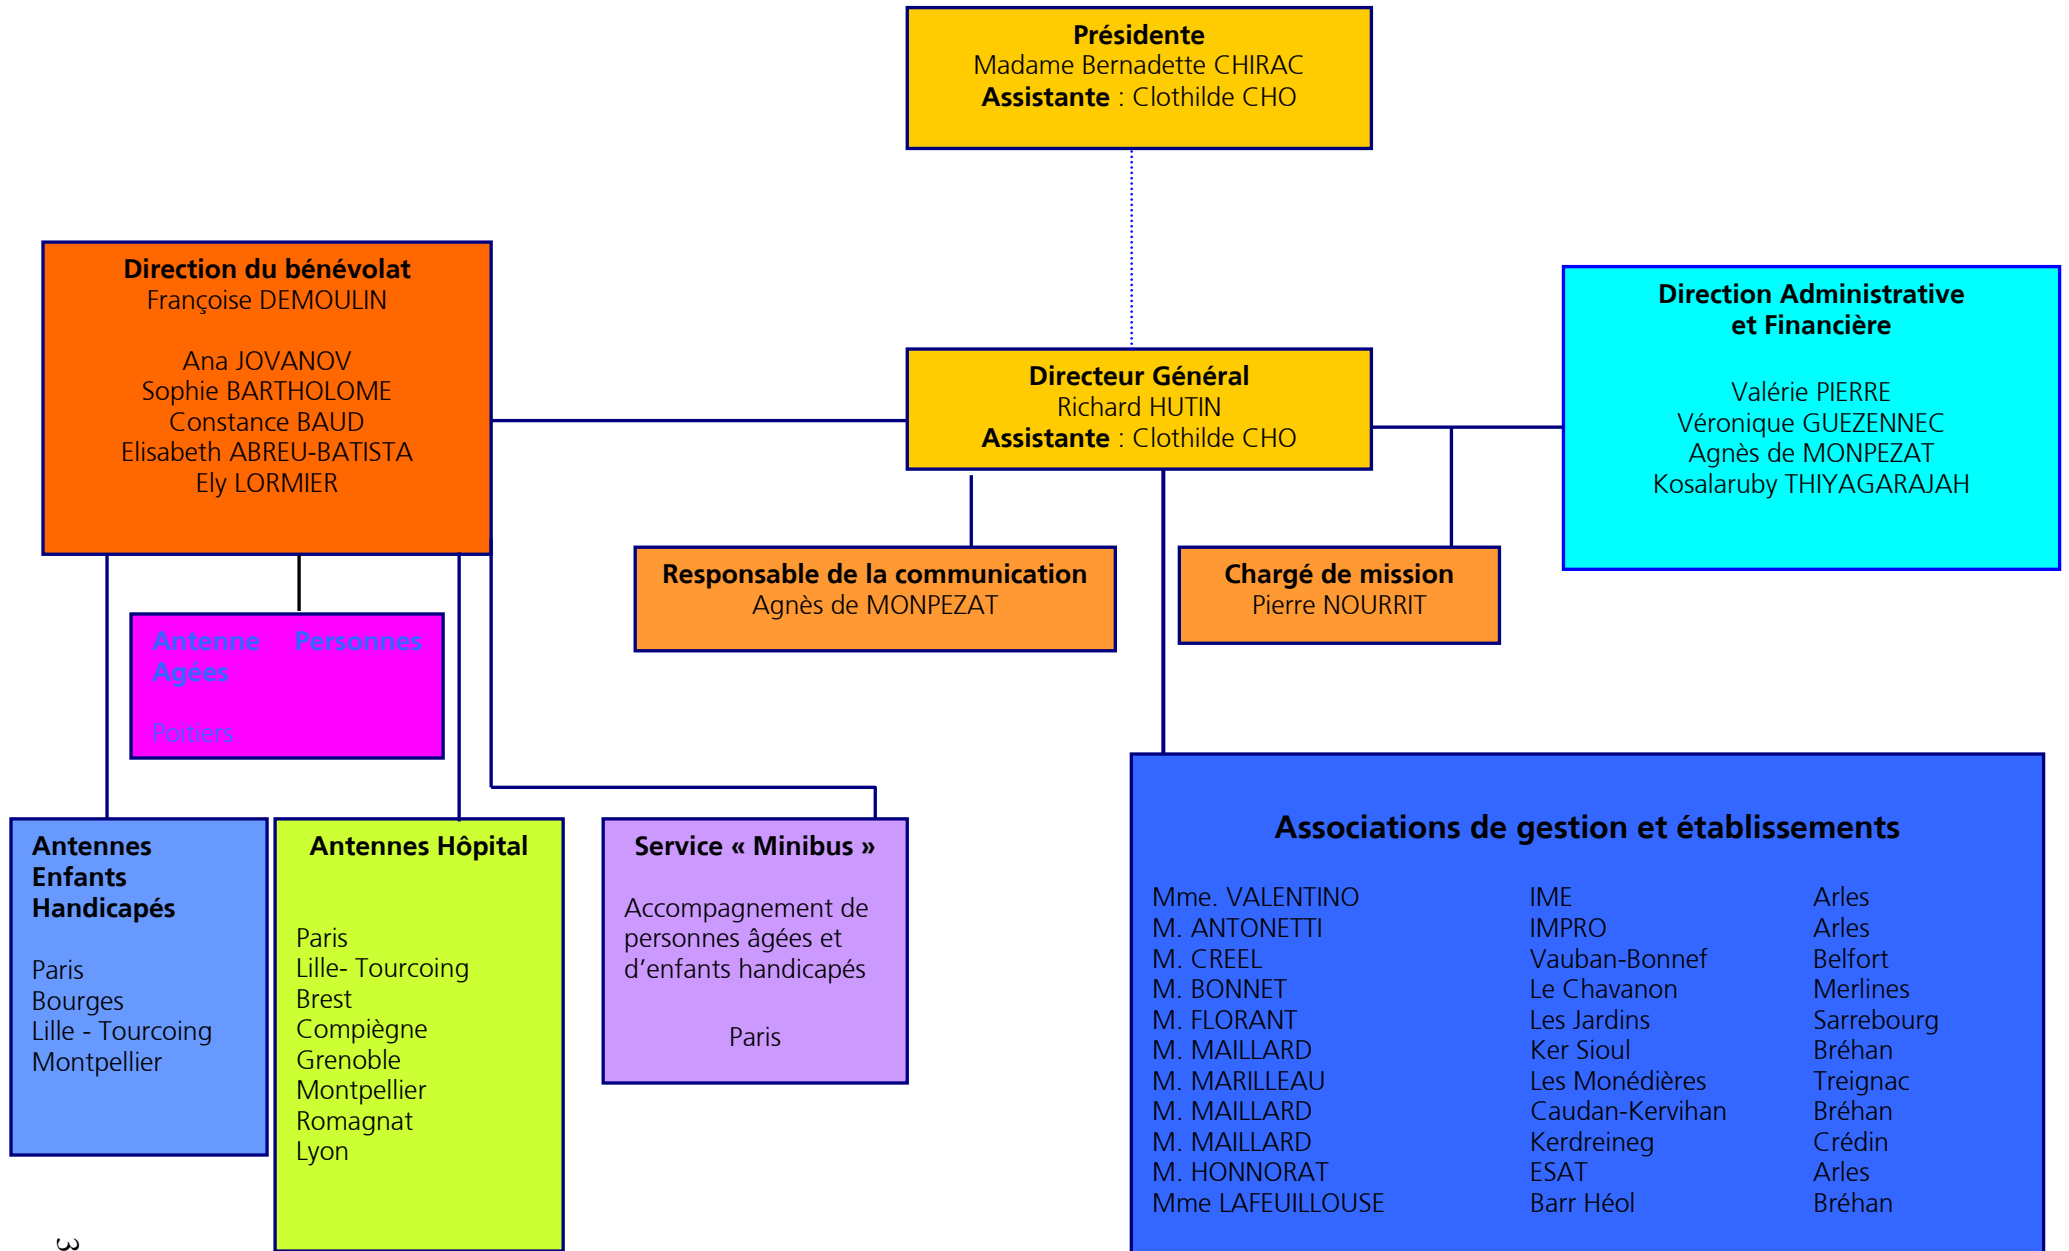 Présidente
Madame Bernadette CHIRAC
Assistante : Clothilde CHO
Direction du bénévolat
Françoise DEMOULIN
Ana JOVANOV
Sophie BARTHOLOME
Constance BAUD
Elisabeth ABREU-BATISTA
Ely LORMIER
Directeur Général
Richard HUTIN
Assistante : Clothilde CHO
Direction Administrative
et Financière
Valérie PIERRE
Véronique GUEZENNEC
Agnès de MONPEZAT
Kosalaruby THIYAGARAJAH
Responsable de la communication
Agnès de MONPEZAT
Chargé de mission
Pierre NOURRIT
Antenne Personnes
Agées
Poitiers
Antennes
Enfants
Handicapés
Paris
Bourges
Lille - Tourcoing
Montpellier
Antennes Hôpital
Paris
Lille- Tourcoing
Brest
Compiègne
Grenoble
Montpellier
Romagnat
Lyon
Service « Minibus »
Accompagnement de
personnes âgées et
d’enfants handicapés
Paris
Associations de gestion et établissements
Mme. VALENTINO IME Arles
M. ANTONETTI IMPRO Arles
M. CREEL Vauban-Bonnef Belfort
M. BONNET Le Chavanon Merlines
M. FLORANT Les Jardins Sarrebourg
M. MAILLARD Ker Sioul Bréhan
M. MARILLEAU Les Monédières Treignac
M. MAILLARD Caudan-Kervihan Bréhan
M. MAILLARD Kerdreineg Crédin
M. HONNORAT ESAT Arles
Mme LAFEUILLOUSE Barr Héol Bréhan
3